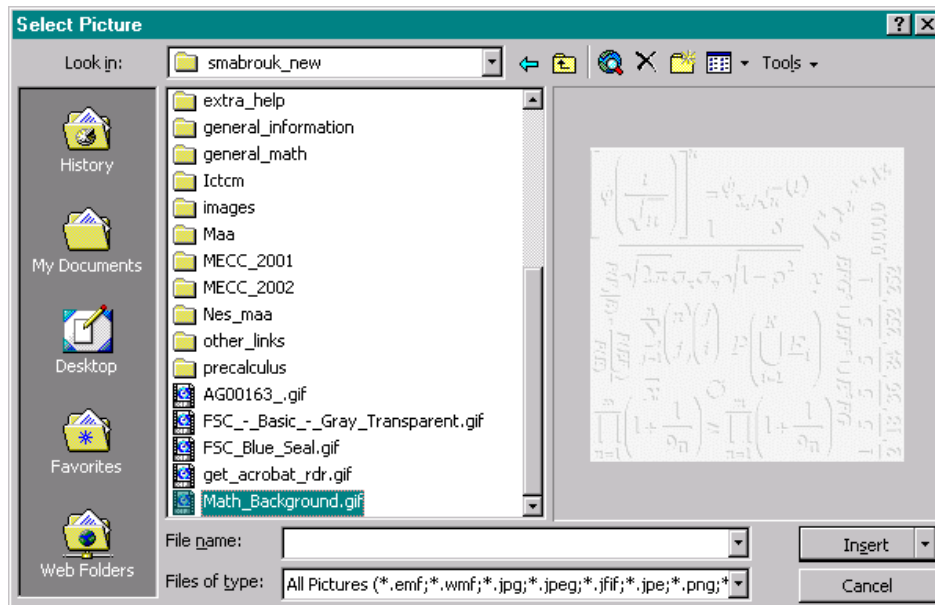 Select Picture
Look in:
smabrouk_new
Tools
History
My Documents
Desktop
Favorites
Web Folders
extra_help
general_information
general_math
Ictcm
images
Maa
MECC_2001
MECC_2002
Nes_maa
other_links
precalculus
AG00163_.gif
FSC_-_Basic_-_Gray_Transparent.gif
FSC_Blue_Seal.gif
get_acrobat_rdr.gif
Math_Background.gif
File name:
Insert
Files of type:
All Pictures (*.emf;*.wmf;*.jpg;*.jpeg;*.jfif;*.jpe;*.png;*
Cancel